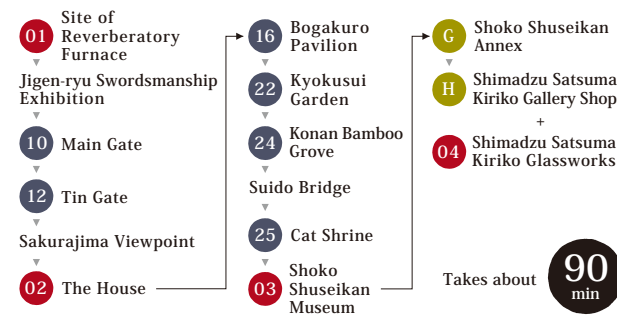 01 Site of
Reverberatory
Furnace
Jigen-ryu Swordsmanship
Exhibition
10 Main Gate
12 Tin Gate
Sakurajima Viewpoint
02 The House
16 Bogakuro
Pavilion
22 Kyokusui
Garden
24 Konan Bamboo
Grove
Suido Bridge
25 Cat Shrine
03 Shoko
Shuseikan
Museum
G Shoko Shuseikan
Annex
H Shimadzu Satsuma
Kiriko Gallery Shop
+
04 Shimadzu Satsuma
Kiriko Glassworks
Takes about 90
min